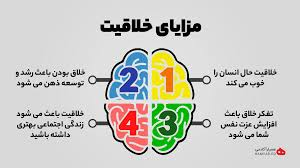 مزایای خلاقیت
خلاقیت حال انسان را
خوب می کند
خلاق بودن باعث رشد و
توسعه ذهن می شود
تفکر خلاق باعث
افزایش عزت نفس
شما می شود
خلاقیت باعث می شود
زندگی اجتماعی بهتری
داشته باشید
1
2
3
4